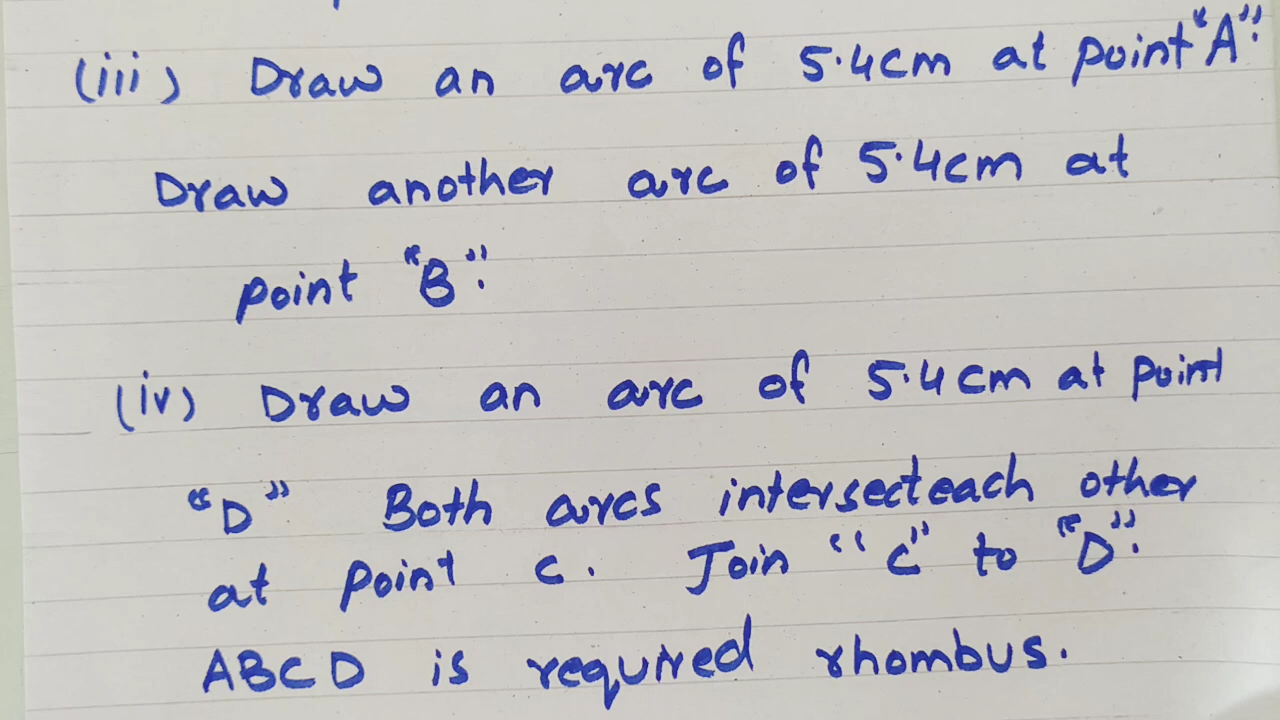 (iii) Draw an arc of 5.4cm at point "A".
Draw another arc of 5.4cm at
point "B".
(iv) Draw an arc of 5.4cm at point
"D" Both arcs intersect each other
at point c. Join "C" to "D".
ABCD is required rhombus.